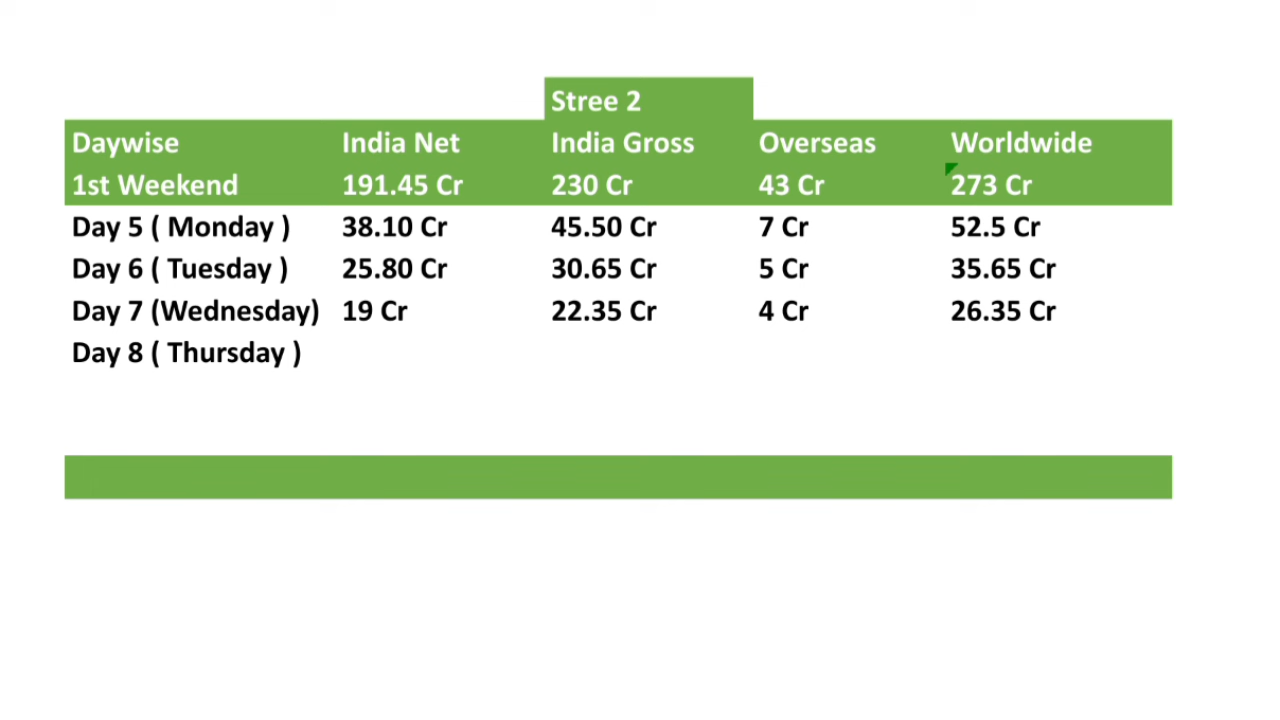 Stree 2
Daywise India Net India Gross Overseas Worldwide
1st Weekend 191.45 Cr 230 Cr 43 Cr 273 Cr
Day 5 ( Monday ) 38.10 Cr 45.50 Cr 7 Cr 52.5 Cr
Day 6 ( Tuesday ) 25.80 Cr 30.65 Cr 5 Cr 35.65 Cr
Day 7 (Wednesday) 19 Cr 22.35 Cr 4 Cr 26.35 Cr
Day 8 ( Thursday )